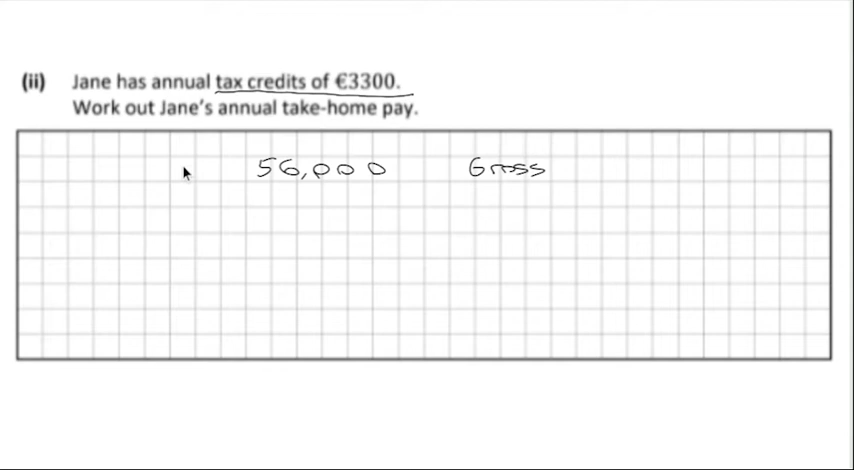 (ii) Jane has annual tax credits of €3300.
Work out Jane's annual take-home pay.
56,000 Gross